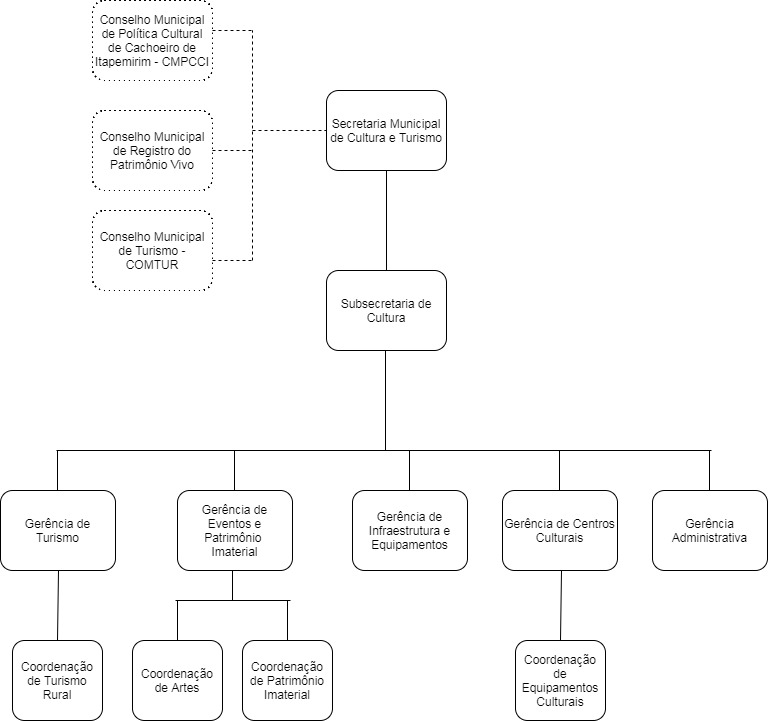 Conselho Municipal
de Política Cultural
de Cachoeiro de
Itapemirim - CMPCCI
Secretaria Municipal
de Cultura e Turismo
Conselho Municipal
de Registro do
Patrimônio Vivo
Conselho Municipal
de Turismo -
COMTUR
Subsecretaria de
Cultura
Gerência de
Turismo
Gerência de
Eventos e
Patrimônio
Imaterial
Gerência de
Infraestrutura e
Equipamentos
Gerência de Centros
Culturais
Gerência
Administrativa
Coordenação
de Turismo
Rural
Coordenação
de Artes
Coordenação
de Patrimônio
Imaterial
Coordenação
de
Equipamentos
Culturais